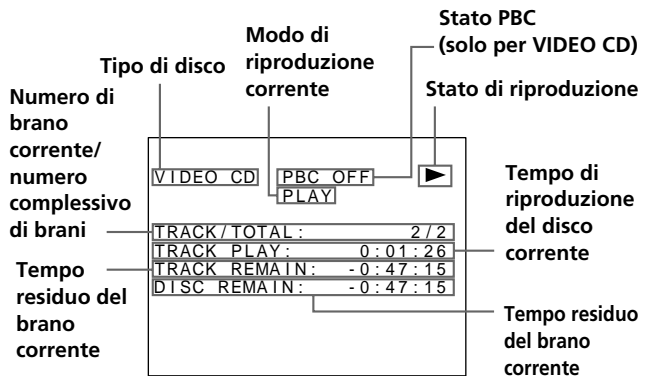 Stato PBC
(solo per VIDEO CD)
Modo di
riproduzione
corrente
Tipo di disco
Stato di riproduzione
Numero di
brano
corrente/
numero
complessivo
di brani
VIDEO CD PBC OFF
PLAY
TRACK/TOTAL: 2/2
TRACK PLAY: 0:01:26
TRACK REMAIN: -0:47:15
DISC REMAIN: -0:47:15
Tempo di
riproduzione
del disco
corrente
Tempo
residuo del
brano
corrente
Tempo residuo
del brano
corrente